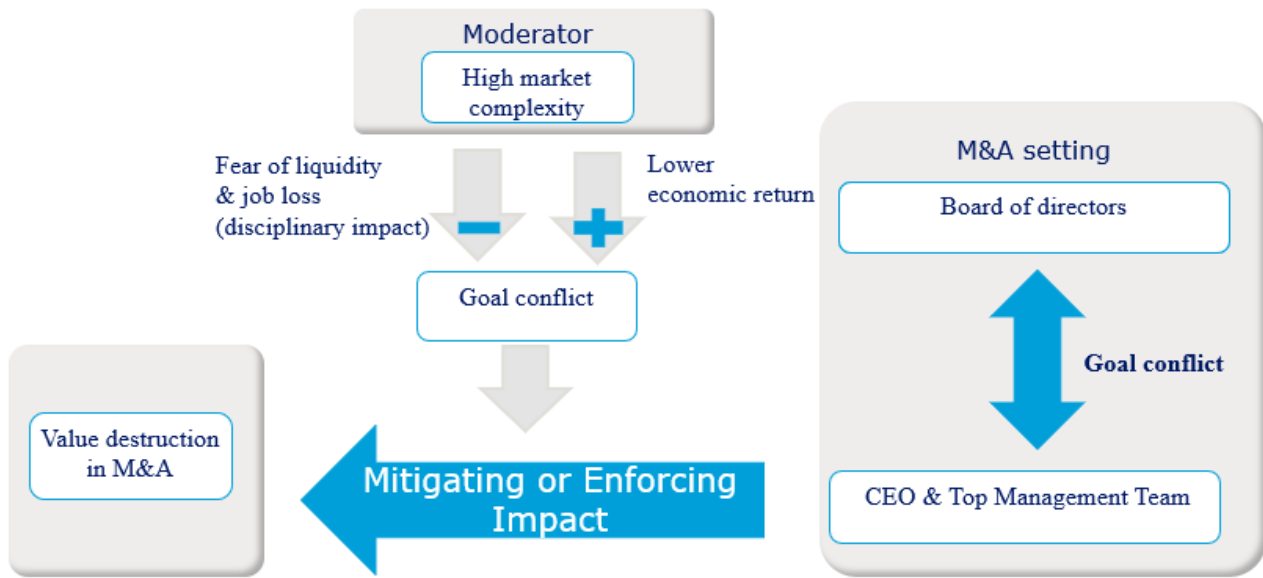 Moderator
High market
complexity
Fear of liquidity
& job loss
(disciplinary impact)
Lower
economic return
Goal conflict
Value destruction
in M&A
Mitigating or Enforcing
Impact
M&A setting
Board of directors
Goal conflict
CEO & Top Management Team